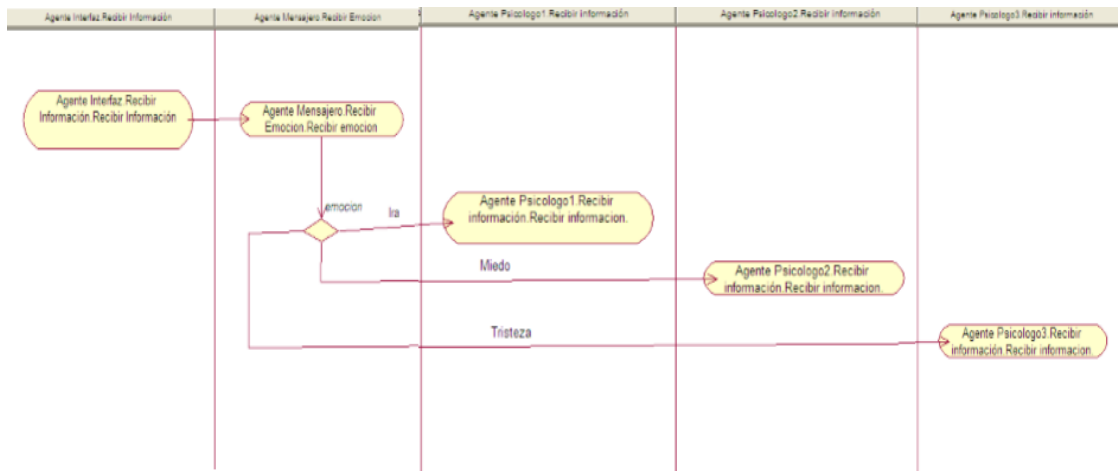 Agente Interfaz.Recibir Información
Agente Mensajero.Recibir Emocion
Agente Psicologo1.Recibir información
Agente Psicologo2.Recibir información
Agente Psicologo3.Recibir información
Agente Interfaz.Recibir
Información.Recibir Información
Agente Mensajero.Recibir
Emocion.Recibir emocion
emocion
Ira
Agente Psicologo1.Recibir
información.Recibir informacion.
Miedo
Agente Psicologo2.Recibir
información.Recibir informacion.
Tristeza
Agente Psicologo3.Recibir
información.Recibir informacion.